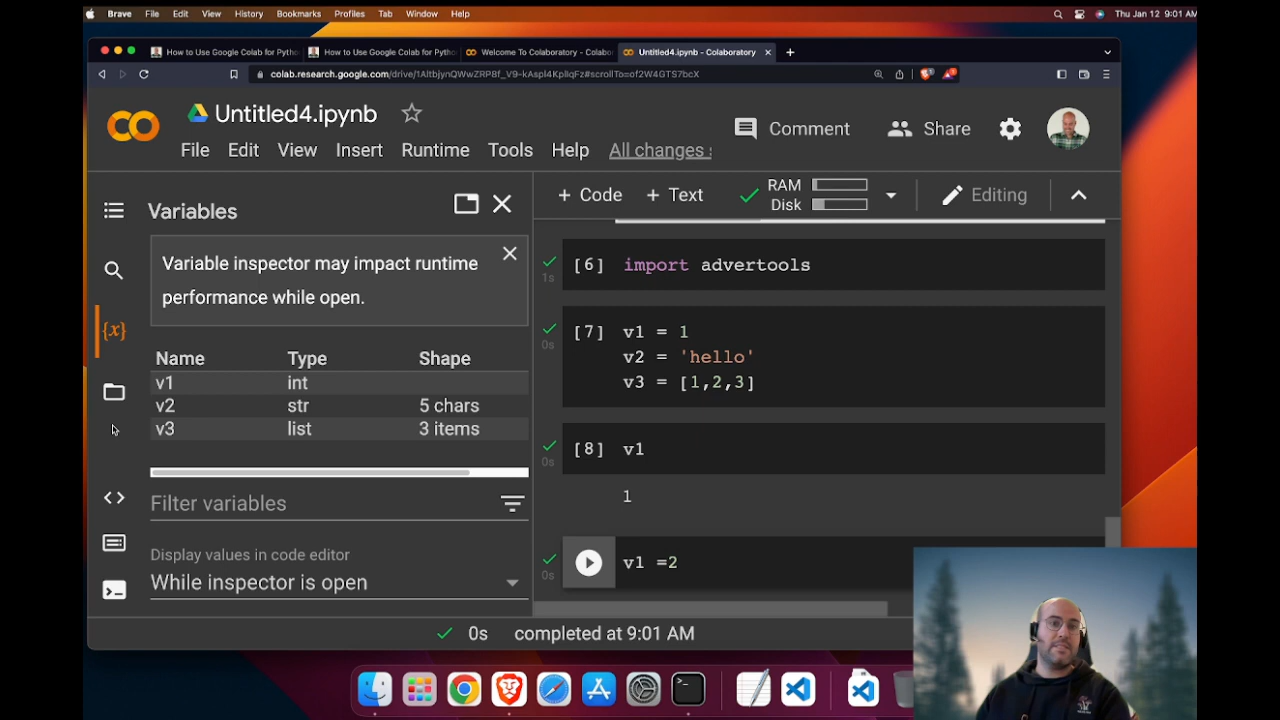 Brave File Edit View History Bookmarks Profiles Tab Window Help Thu Jan 12 9:01 AM
How to Use Google Colab for Pytho How to Use Google Colab for Pytho Welcome To Colaboratory - Colabo Untitled4.ipynb - Colaboratory
Untitled4.ipynb
Comment Share
File Edit View Insert Runtime Tools Help All changes
Variables
+ Code + Text RAM Disk Editing
Variable inspector may impact runtime
performance while open.
Name Type Shape
v1 int
v2 str 5 chars
v3 list 3 items
Filter variables
Display values in code editor
While inspector is open
1s
[6] import advertools
0s
[7] v1 = 1
v2 = 'hello'
v3 = [1,2,3]
0s
[8] v1
1
0s
v1 =2
0s completed at 9:01 AM